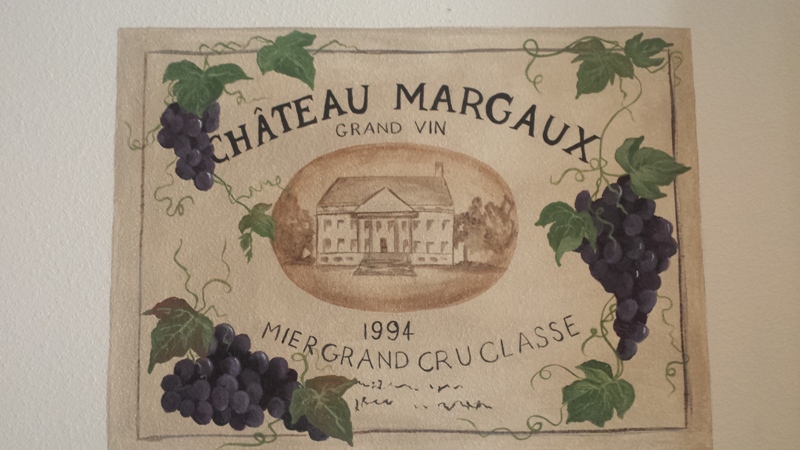 CHÂTEAU MARGAUX
GRAND VIN
1994
MIERGRAND CRU CLASSE